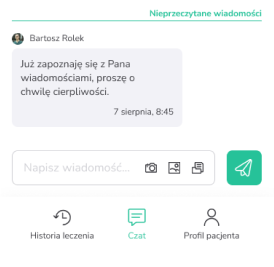 Nieprzeczytane wiadomości
Bartosz Rolek
Już zapoznaję się z Pana
wiadomościami, proszę o
chwilę cierpliwości.
7 sierpnia, 8:45
Napisz wiadomość...
Historia leczenia
Czat
Profil pacjenta